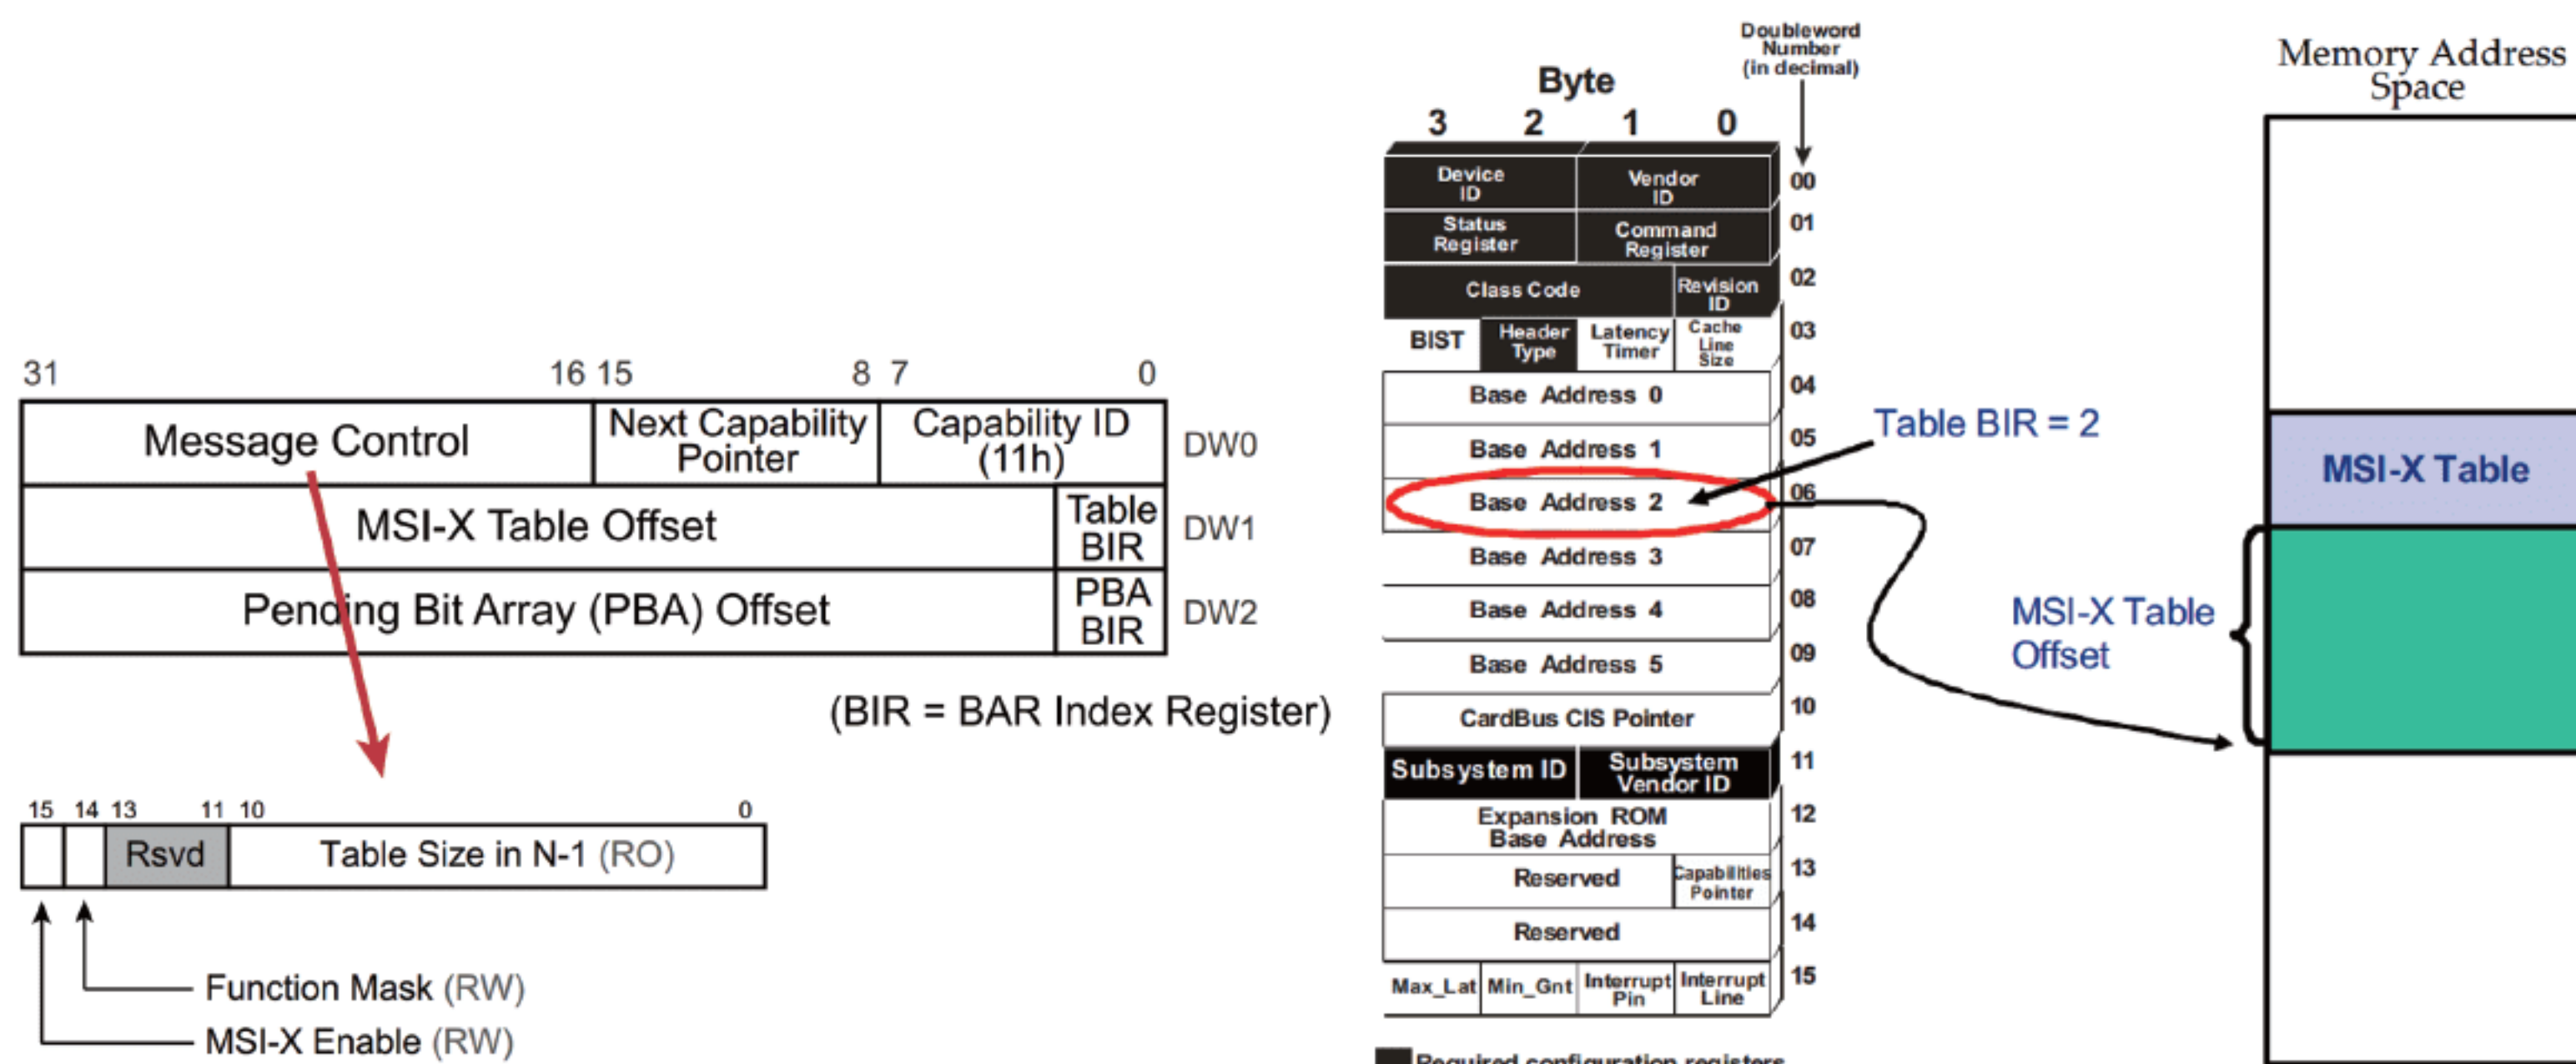 31 16 15 8 7 0
Message Control
Next Capability
Pointer
Capability ID
(11h)
DW0
MSI-X Table Offset
Table
BIR
DW1
Pending Bit Array (PBA) Offset
PBA
BIR
DW2
(BIR = BAR Index Register)
15 14 13 11 10 0
Rsvd
Table Size in N-1 (RO)
Function Mask (RW)
MSI-X Enable (RW)
Doubleword
Number
(in decimal)
Byte
3 2 1 0
Device
ID
Vendor
ID
00
Status
Register
Command
Register
01
Class Code
Revision
ID
02
BIST
Header
Type
Latency
Timer
Cache
Line
Size
03
Base Address 0
04
Base Address 1
05
Base Address 2
06
Base Address 3
07
Base Address 4
08
Base Address 5
09
CardBus CIS Pointer
10
Subsystem ID
Subsystem
Vendor ID
11
Expansion ROM
Base Address
12
Reserved
Capabilities
Pointer
13
Reserved
14
Max_Lat
Min_Gnt
Interrupt
Pin
Interrupt
Line
15
Required configuration registers
Table BIR = 2
MSI-X Table
Offset
Memory Address
Space
MSI-X Table